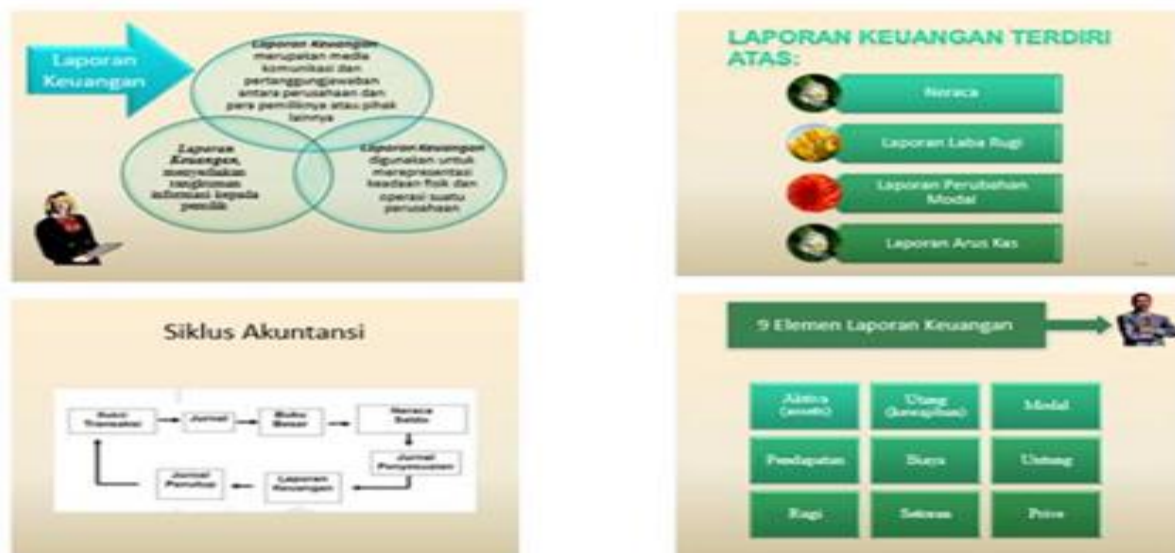 Laporan
Keuangan
Laporan Keuangan
merupakan media
komunikasi dan
pertanggungjawaban
antara perusahaan dan
para pemiliknya atau pihak
lainnya
Laporan
Keuangan,
menyediakan
rangkuman
informasi kepada
pemilik
Laporan Keuangan
digunakan untuk
merepresentasi
keadaan fisik dan
operasi suatu
perusahaan
LAPORAN KEUANGAN TERDIRI
ATAS:
Neraca
Laporan Laba Rugi
Laporan Perubahan
Modal
Laporan Arus Kas
Siklus Akuntansi
Bukti
Transaksi
Jurnal
Buku
Besar
Neraca
Saldo
Jurnal
Penyesuaian
Laporan
Keuangan
Jurnal
Penutup
9 Elemen Laporan Keuangan
Aktiva
(assets)
Utang
(kewajiban)
Modal
Pendapatan
Biaya
Untung
Rugi
Setoran
Prive